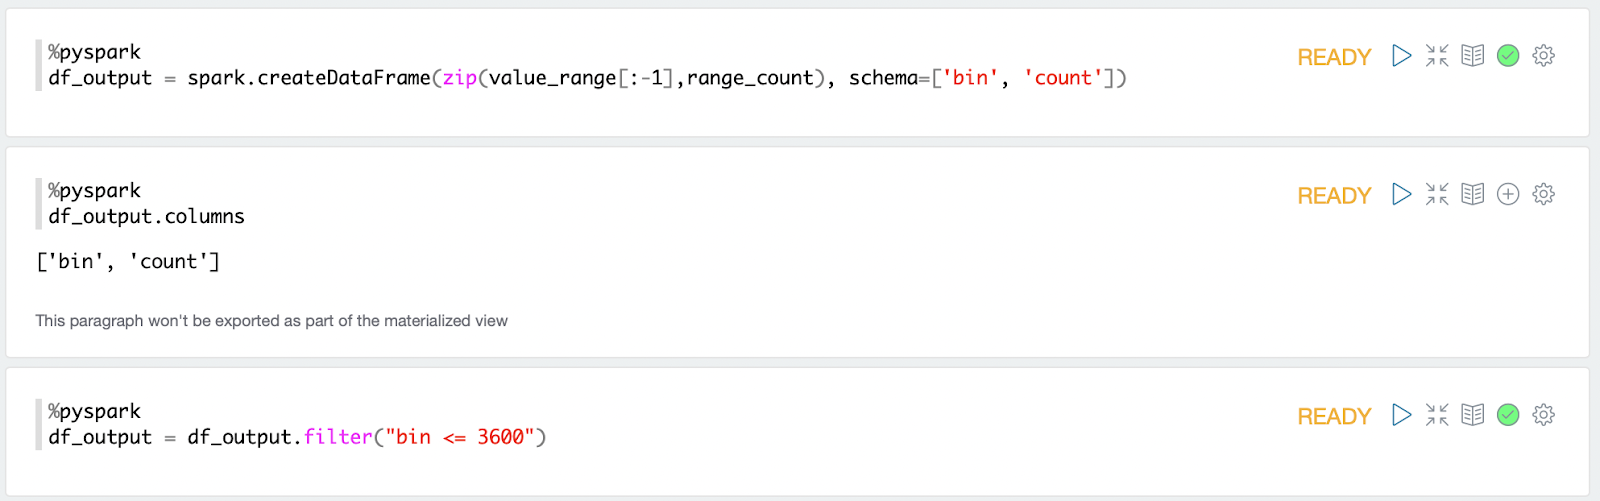 %pyspark
READY
df_output = spark.createDataFrame(zip(value_range[:-1],range_count), schema=['bin', 'count'])
%pyspark
READY
df_output.columns
['bin', 'count']
This paragraph won't be exported as part of the materialized view
%pyspark
READY
df_output = df_output.filter("bin <= 3600")